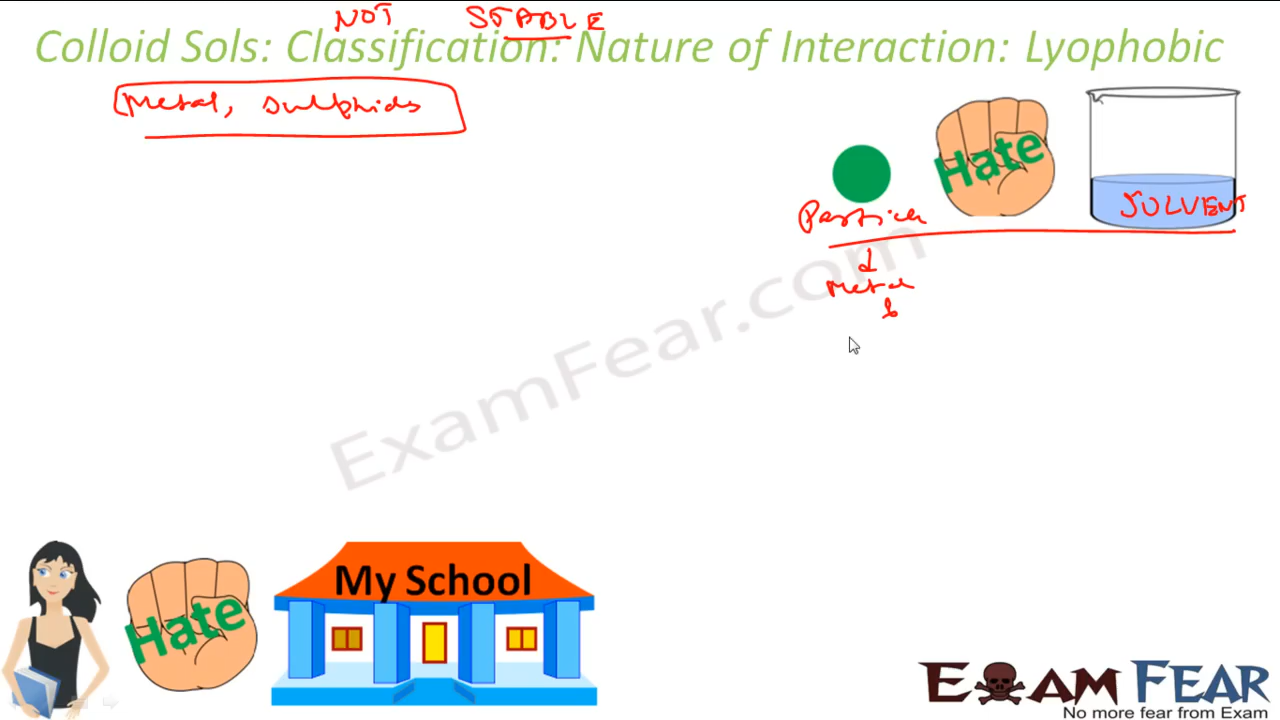 NOT STABLE
Colloid Sols: Classification: Nature of Interaction: Lyophobic
Metal, Sulphids
Hate
SOLVENT
Particle
Metal
ExamFear.com
Hate
My School
EXAM FEAR
No more fear from Exam